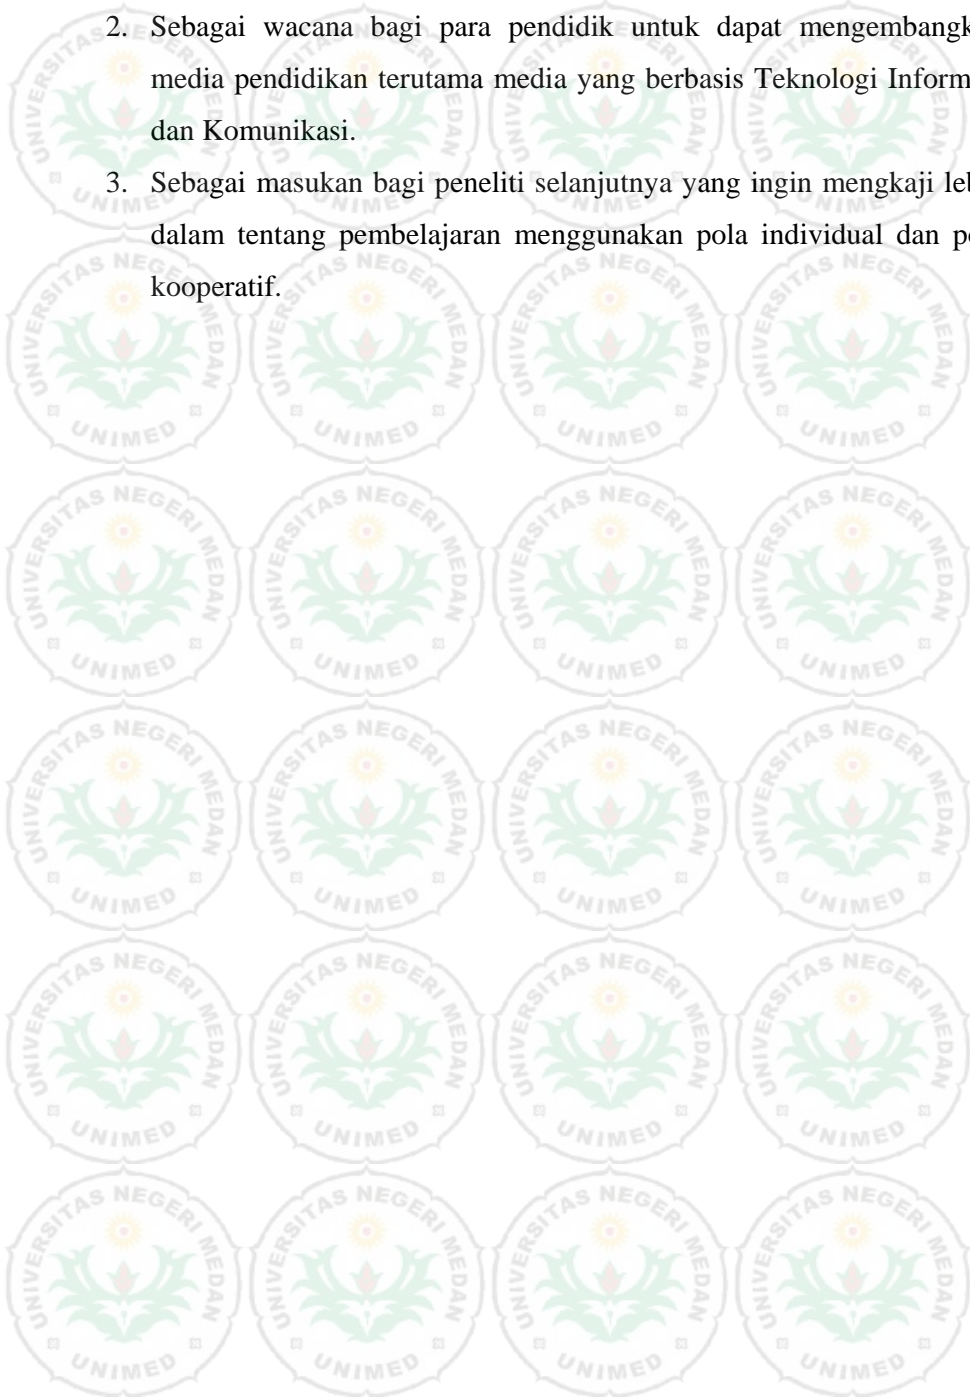 2. Sebagai wacana bagi para pendidik untuk dapat mengembangk
media pendidikan terutama media yang berbasis Teknologi Inform
dan Komunikasi.
3. Sebagai masukan bagi peneliti selanjutnya yang ingin mengkaji leb
dalam tentang pembelajaran menggunakan pola individual dan po
kooperatif.